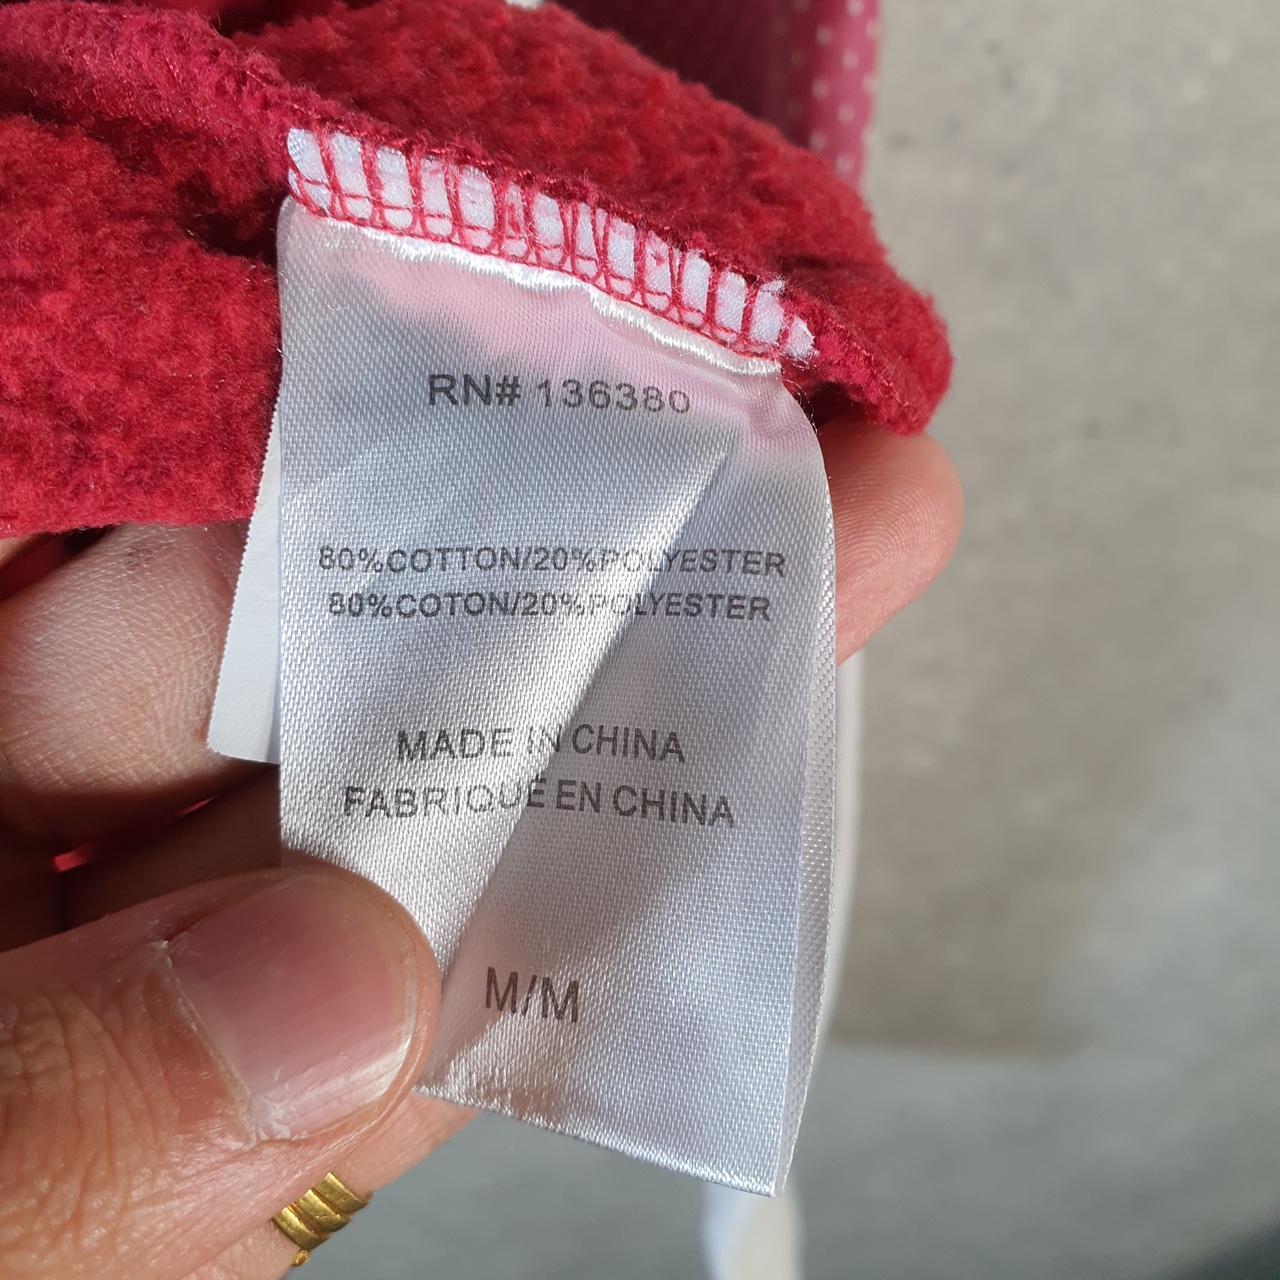 RN# 136380
80%COTTON/20%POLYESTER
80%COTON/20%POLYESTER
MADE IN CHINA
FABRIQUÉ EN CHINA
M/M